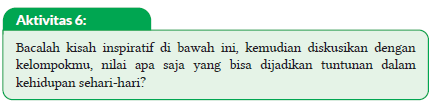 Aktivitas 6:
Bacalah kisah inspiratif di bawah ini, kemudian diskusikan dengan
kelompokmu, nilai apa saja yang bisa dijadikan tuntunan dalam
kehidupan sehari-hari?